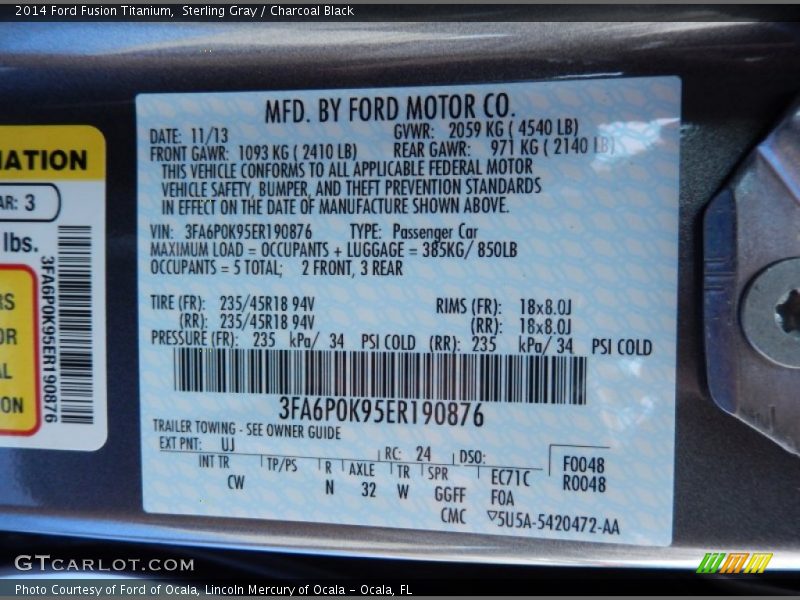 2014 Ford Fusion Titanium,  Sterling Gray / Charcoal Black
MATION
AR: 3
lbs.
RS
OR
AL
ON
3FA6P0K95ER190876
MFD. BY FORD MOTOR CO.
DATE: 11/13 GVWR: 2059 KG ( 4540 LB)
FRONT GAWR: 1093 KG ( 2410 LB) REAR GAWR: 971 KG ( 2140 LB)
THIS VEHICLE CONFORMS TO ALL APPLICABLE FEDERAL MOTOR
VEHICLE SAFETY, BUMPER, AND THEFT PREVENTION STANDARDS
IN EFFECT ON THE DATE OF MANUFACTURE SHOWN ABOVE.
VIN: 3FA6P0K95ER190876 TYPE: Passenger Car
MAXIMUM LOAD = OCCUPANTS + LUGGAGE = 385KG/ 850LB
OCCUPANTS = 5 TOTAL; 2 FRONT, 3 REAR
TIRE (FR): 235/45R18 94V RIMS (FR): 18x8.0J
(RR): 235/45R18 94V (RR): 18x8.0J
PRESSURE (FR): 235 kPa/ 34 PSI COLD (RR): 235 kPa/ 34 PSI COLD
3FA6P0K95ER190876
TRAILER TOWING - SEE OWNER GUIDE
EXT PNT: UJ RC: 24 DSO: F0048
INT TR TP/PS R AXLE TR SPR EC71C R0048
CW N 32 W GGFF F0A
CMC ▽5U5A-5420472-AA
GTCARLOT.COM
Photo Courtesy of Ford of Ocala, Lincoln Mercury of Ocala – Ocala, FL